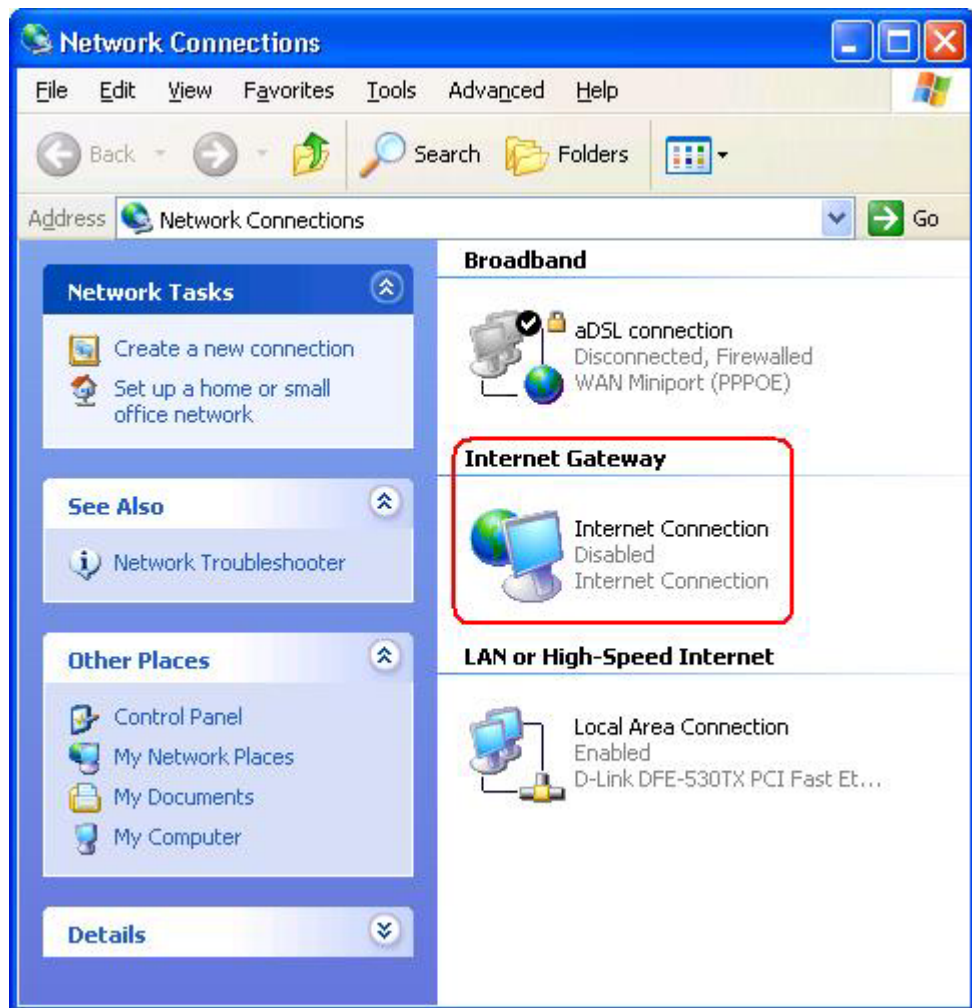 Network Connections
File Edit View Favorites Tools Advanced Help
Back Search Folders
Address Network Connections Go
Network Tasks
Create a new connection
Set up a home or small
office network
See Also
Network Troubleshooter
Other Places
Control Panel
My Network Places
My Documents
My Computer
Details
Broadband
aDSL connection
Disconnected, Firewalled
WAN Miniport (PPPOE)
Internet Gateway
Internet Connection
Disabled
Internet Connection
LAN or High-Speed Internet
Local Area Connection
Enabled
D-Link DFE-530TX PCI Fast Et...